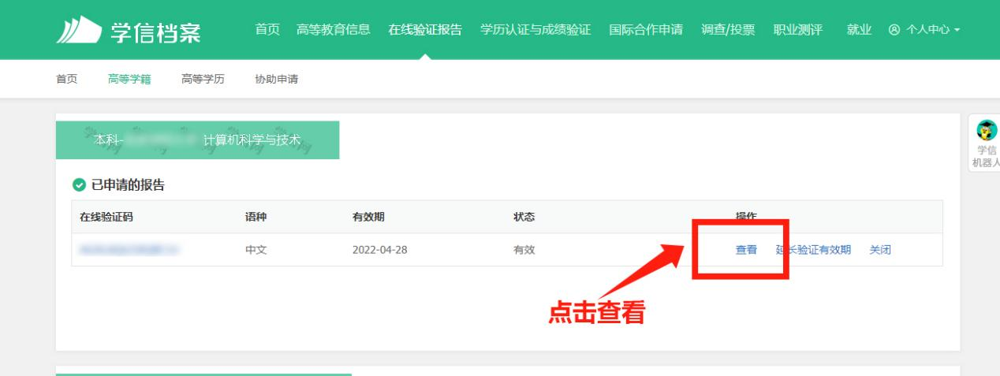 学信档案
首页 高等教育信息 在线验证报告 学历认证与成绩验证 国际合作申请 调查/投票 职业测评 就业 个人中心
首页 高等学籍 高等学历 协助申请
本科- 计算机科学与技术
学信
机器人
已申请的报告
在线验证码 语种 有效期 状态 操作
中文 2022-04-28 有效 查看 延长验证有效期 关闭
点击查看